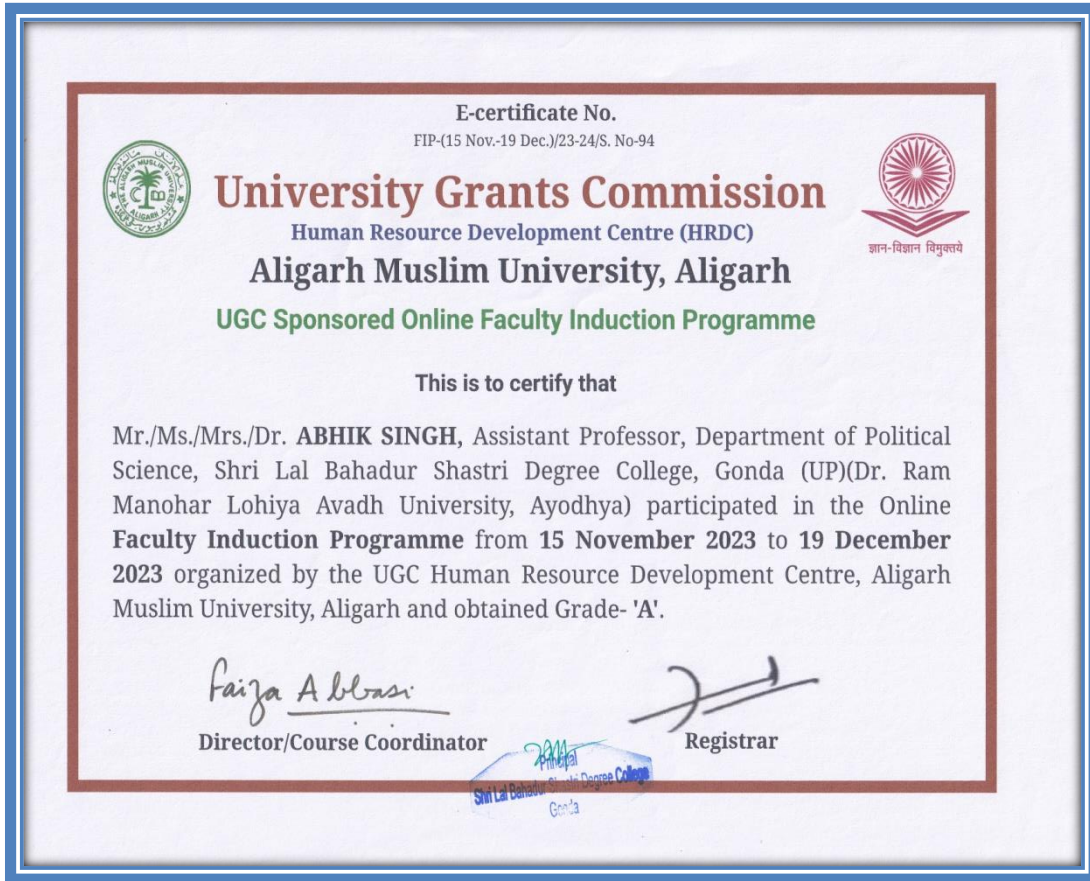 E-certificate No.
FIP-(15 Nov.-19 Dec.)/23-24/S. No-94
University Grants Commission
Human Resource Development Centre (HRDC)
ज्ञान-विज्ञान विमुक्तये
Aligarh Muslim University, Aligarh
UGC Sponsored Online Faculty Induction Programme
This is to certify that
Mr./Ms./Mrs./Dr. ABHIK SINGH, Assistant Professor, Department of Political
Science, Shri Lal Bahadur Shastri Degree College, Gonda (UP)(Dr. Ram
Manohar Lohiya Avadh University, Ayodhya) participated in the Online
Faculty Induction Programme from 15 November 2023 to 19 December
2023 organized by the UGC Human Resource Development Centre, Aligarh
Muslim University, Aligarh and obtained Grade- 'A'.
Faiza Abbasi
Director/Course Coordinator
Registrar
Principal
Shri Lal Bahadur Shastri Degree College
Gonda